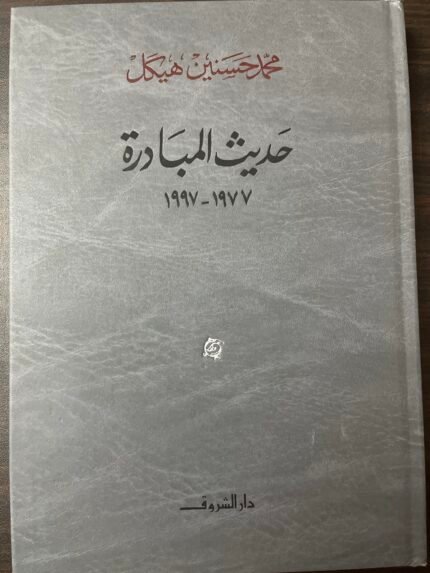 محمد حسنين هيكل
حديث المبادرة
١٩٧٧ - ١٩٩٧
دار الشروق